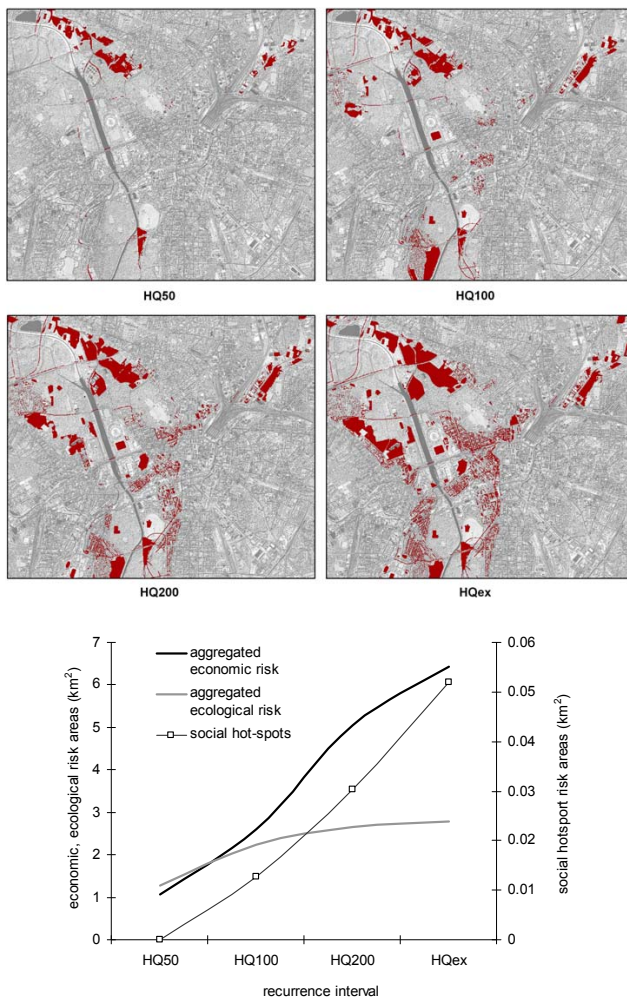 HQ50
HQ100
HQ200
HQex
7
6
5
4
3
2
1
0
economic, ecological risk areas (km²)
aggregated
economic risk
aggregated
ecological risk
social hot-spots
0.06
0.05
0.04
0.03
0.02
0.01
0
social hotsport risk areas (km²)
HQ50
HQ100
HQ200
HQex
recurrence interval